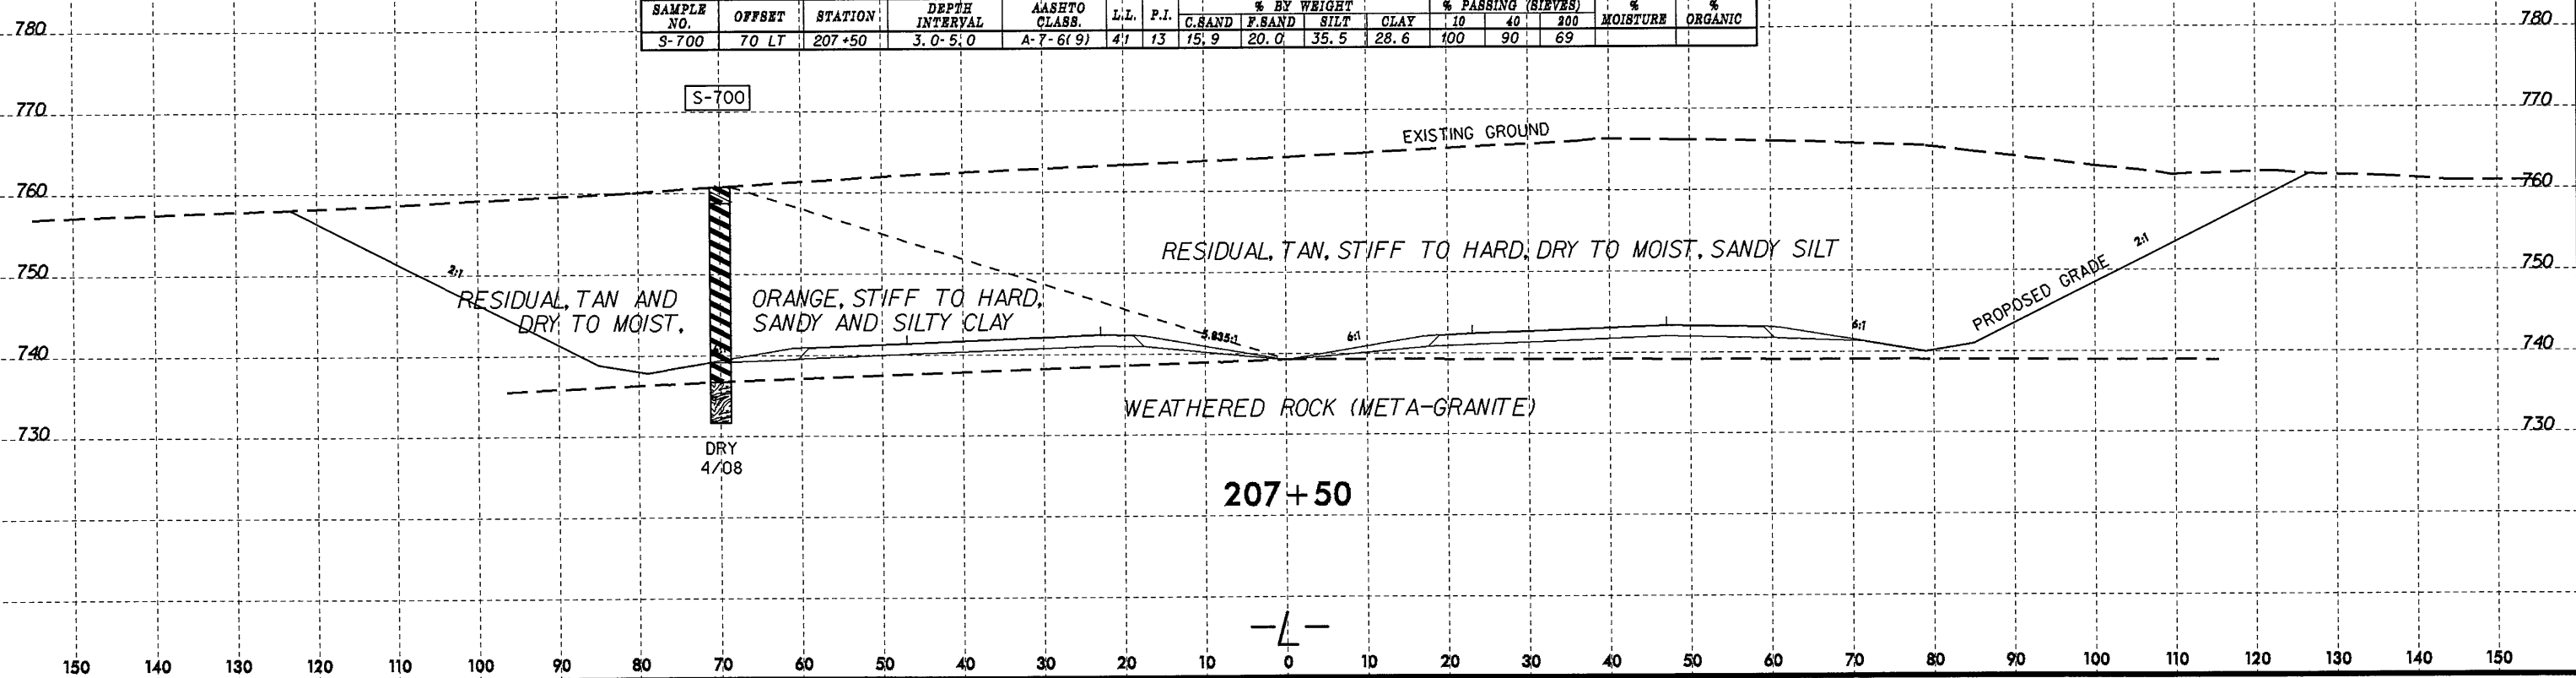 SAMPLE NO. OFFSET STATION DEPTH INTERVAL AASHTO CLASS. L.L. P.I. % BY WEIGHT % PASSING (SIEVES) % MOISTURE % ORGANIC
C.SAND F.SAND SILT CLAY 10 40 200
S-700 70 LT 207+50 3.0-5.0 A-7-6(9) 41 13 15.9 20.0 35.5 28.6 100 90 69
780 780
S-700
770 770
EXISTING GROUND
760 760
RESIDUAL, TAN, STIFF TO HARD, DRY TO MOIST, SANDY SILT
2:1
2:1
750 750
PROPOSED GRADE
RESIDUAL, TAN AND ORANGE, STIFF TO HARD,
DRY TO MOIST, SANDY AND SILTY CLAY
5.835:1 6:1 6:1
740 740
WEATHERED ROCK (META-GRANITE)
730 730
DRY
4/08
207+50
-L-
150 140 130 120 110 100 90 80 70 60 50 40 30 20 10 0 10 20 30 40 50 60 70 80 90 100 110 120 130 140 150